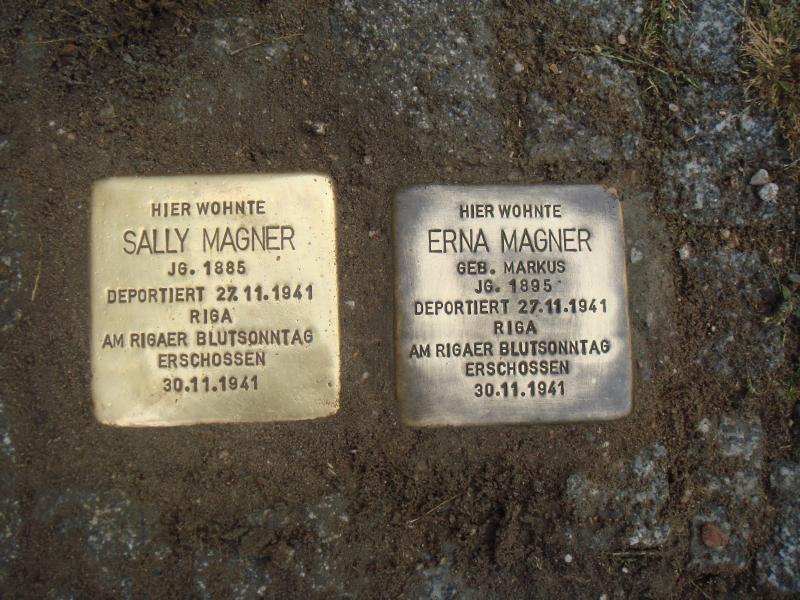 HIER WOHNTE
SALLY MAGNER
JG. 1885
DEPORTIERT 27.11.1941
RIGA
AM RIGAER BLUTSONNTAG
ERSCHOSSEN
30.11.1941
HIER WOHNTE
ERNA MAGNER
GEB. MARKUS
JG. 1895
DEPORTIERT 27.11.1941
RIGA
AM RIGAER BLUTSONNTAG
ERSCHOSSEN
30.11.1941